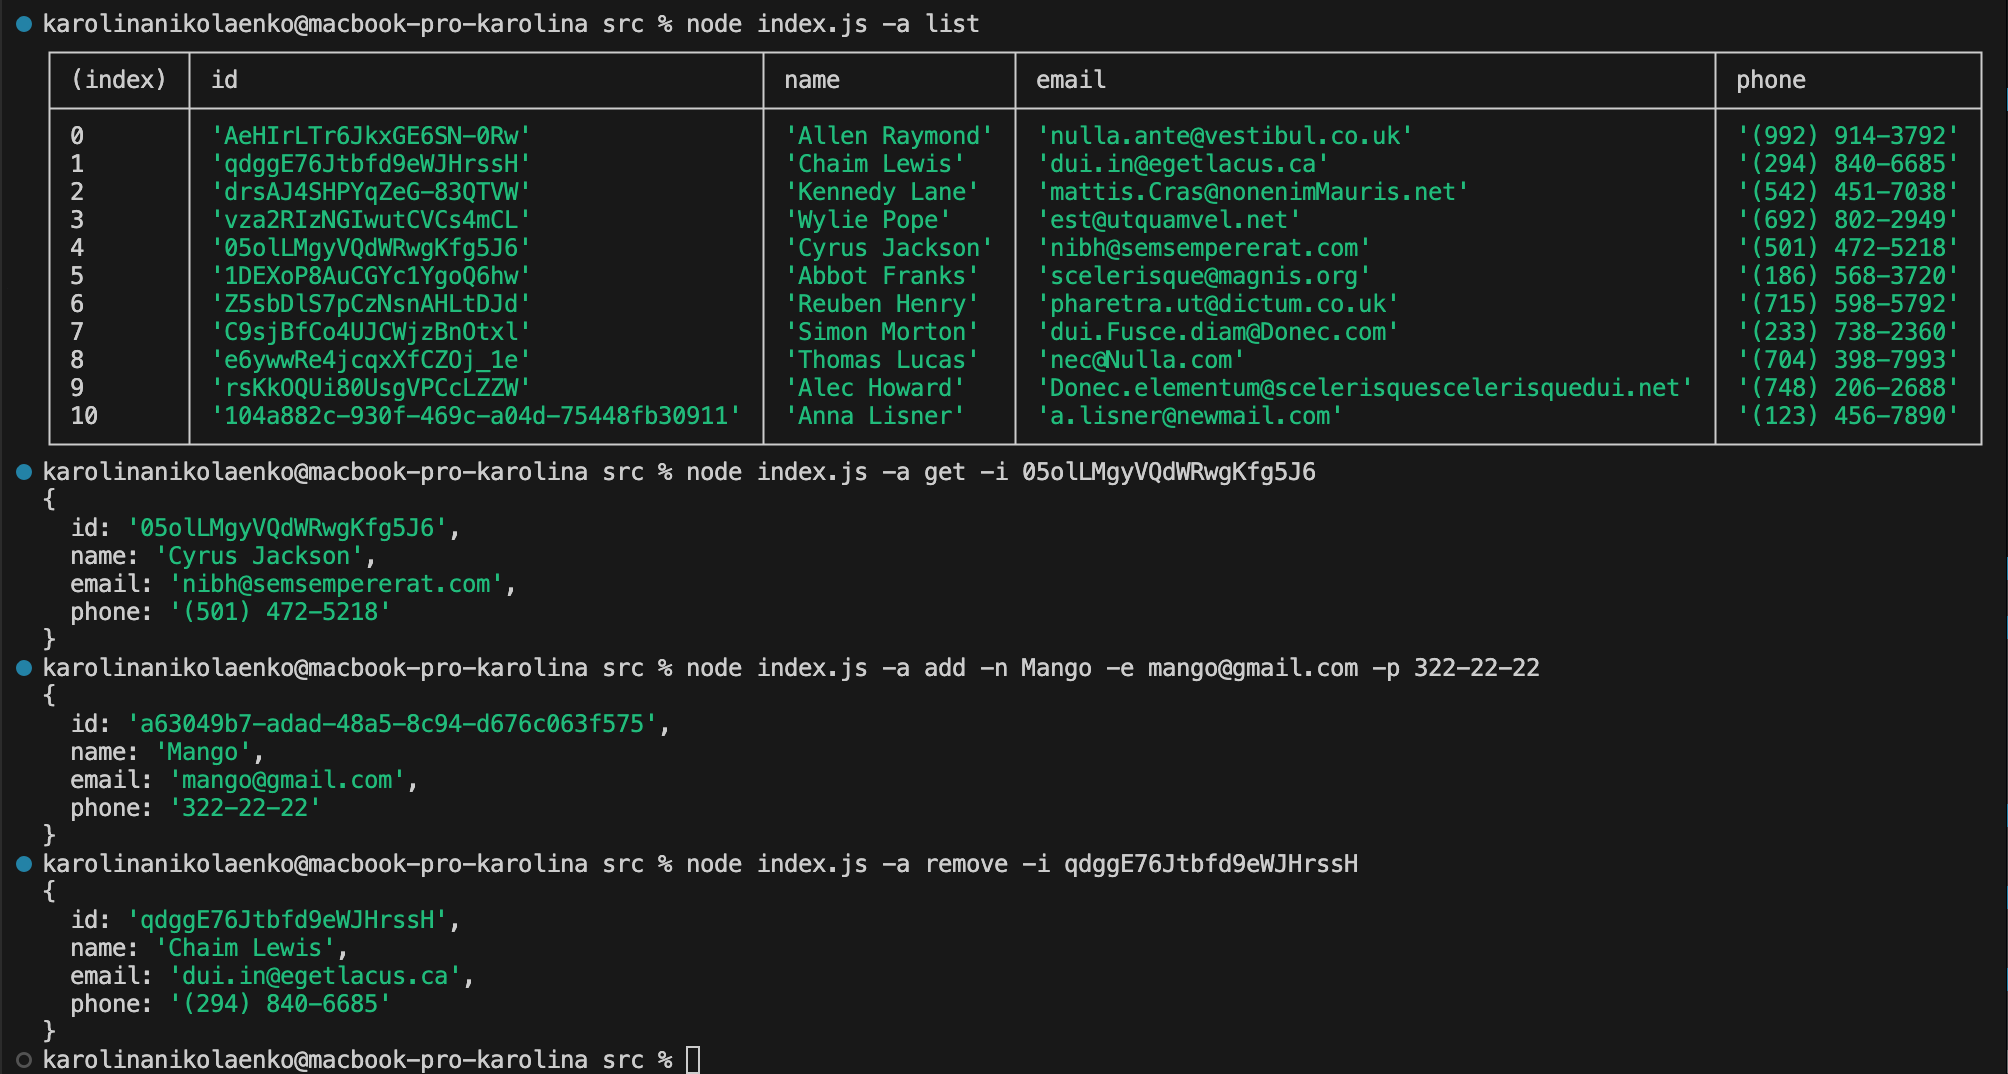 karolinanikolaenko@macbook-pro-karolina src % node index.js -a list
(index) id name email phone
0 'AeHIrLTr6JkxGE6SN-0Rw' 'Allen Raymond' 'nulla.ante@vestibul.co.uk' '(992) 914-3792'
1 'qdggE76Jtbfd9eWJHrssH' 'Chaim Lewis' 'dui.in@egetlacus.ca' '(294) 840-6685'
2 'drsAJ4SHPYqZeG-83QTVW' 'Kennedy Lane' 'mattis.Cras@nonenimMauris.net' '(542) 451-7038'
3 'vza2RIzNGIwutCVCs4mCL' 'Wylie Pope' 'est@utquamvel.net' '(692) 802-2949'
4 '05olLMgyVQdWRwgKfg5J6' 'Cyrus Jackson' 'nibh@semsempererat.com' '(501) 472-5218'
5 '1DEXoP8AuCGYc1YgoQ6hw' 'Abbot Franks' 'scelerisque@magnis.org' '(186) 568-3720'
6 'Z5sbDlS7pCzNsnAHLtDJd' 'Reuben Henry' 'pharetra.ut@dictum.co.uk' '(715) 598-5792'
7 'C9sjBfCo4UJCWjzBnOtxl' 'Simon Morton' 'dui.Fusce.diam@Donec.com' '(233) 738-2360'
8 'e6ywwRe4jcqxXfCZOj_1e' 'Thomas Lucas' 'nec@Nulla.com' '(704) 398-7993'
9 'rsKkOQUi80UsgVPCcLZZW' 'Alec Howard' 'Donec.elementum@scelerisquescelerisquedui.net' '(748) 206-2688'
10 '104a882c-930f-469c-a04d-75448fb30911' 'Anna Lisner' 'a.lisner@newmail.com' '(123) 456-7890'
karolinanikolaenko@macbook-pro-karolina src % node index.js -a get -i 05olLMgyVQdWRwgKfg5J6
{
id: '05olLMgyVQdWRwgKfg5J6',
name: 'Cyrus Jackson',
email: 'nibh@semsempererat.com',
phone: '(501) 472-5218'
}
karolinanikolaenko@macbook-pro-karolina src % node index.js -a add -n Mango -e mango@gmail.com -p 322-22-22
{
id: 'a63049b7-adad-48a5-8c94-d676c063f575',
name: 'Mango',
email: 'mango@gmail.com',
phone: '322-22-22'
}
karolinanikolaenko@macbook-pro-karolina src % node index.js -a remove -i qdggE76Jtbfd9eWJHrssH
{
id: 'qdggE76Jtbfd9eWJHrssH',
name: 'Chaim Lewis',
email: 'dui.in@egetlacus.ca',
phone: '(294) 840-6685'
}
karolinanikolaenko@macbook-pro-karolina src %